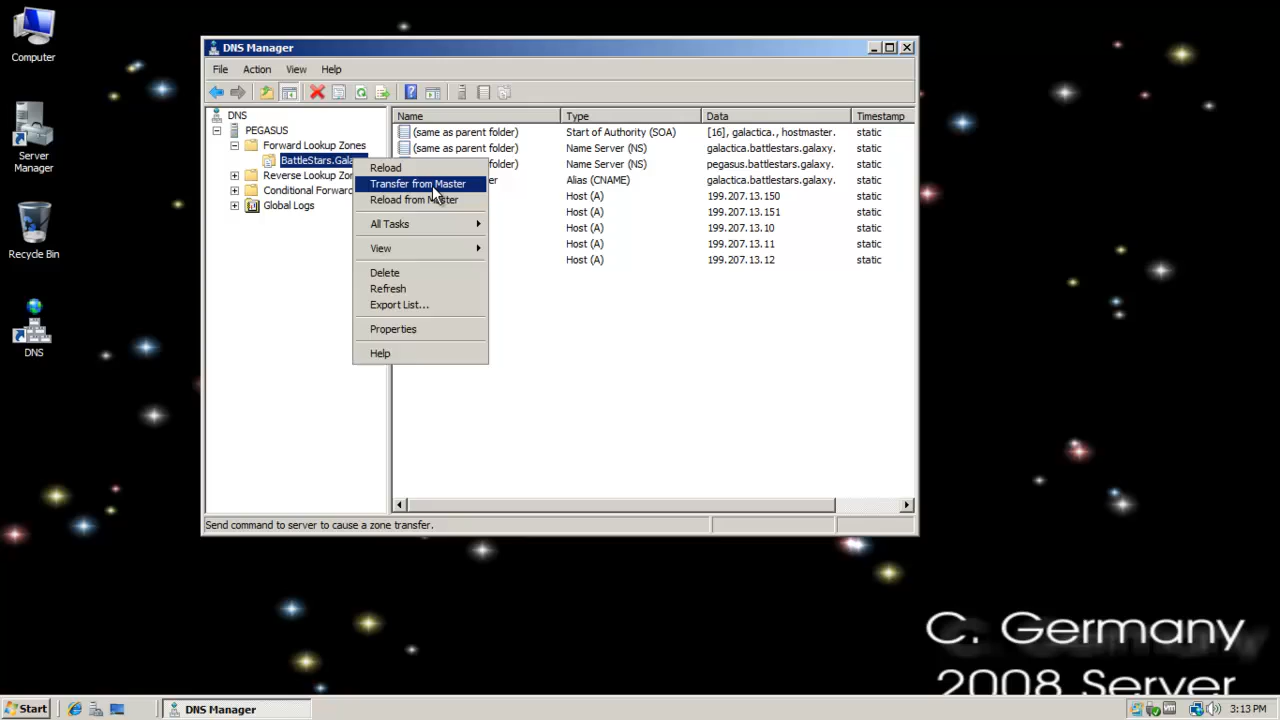 Computer
Server
Manager
Recycle Bin
DNS
DNS Manager
File Action View Help
DNS
PEGASUS
Forward Lookup Zones
BattleStars.Gala
Reverse Lookup Zon
Conditional Forward
Global Logs
Name Type Data Timestamp
(same as parent folder) Start of Authority (SOA) [16], galactica., hostmaster. static
(same as parent folder) Name Server (NS) galactica.battlestars.galaxy. static
Name Server (NS) pegasus.battlestars.galaxy. static
Alias (CNAME) galactica.battlestars.galaxy. static
Host (A) 199.207.13.150 static
Host (A) 199.207.13.151 static
Host (A) 199.207.13.10 static
Host (A) 199.207.13.11 static
Host (A) 199.207.13.12 static
Reload
Transfer from Master
Reload from Master
All Tasks
View
Delete
Refresh
Export List...
Properties
Help
Send command to server to cause a zone transfer.
C. Germany
2008 Server
Start DNS Manager 3:13 PM